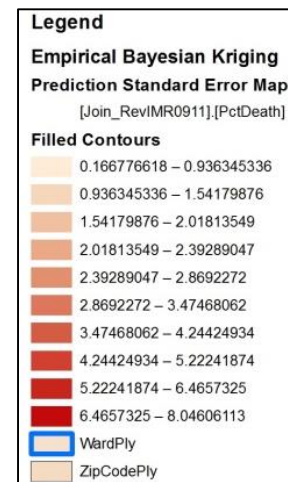 Legend
Empirical Bayesian Kriging
Prediction Standard Error Map
[Join_RevIMR0911].[PctDeath]
Filled Contours
0.166776618 – 0.936345336
0.936345336 – 1.54179876
1.54179876 – 2.01813549
2.01813549 – 2.39289047
2.39289047 – 2.8692272
2.8692272 – 3.47468062
3.47468062 – 4.24424934
4.24424934 – 5.22241874
5.22241874 – 6.4657325
6.4657325 – 8.04606113
WardPly
ZipCodePly